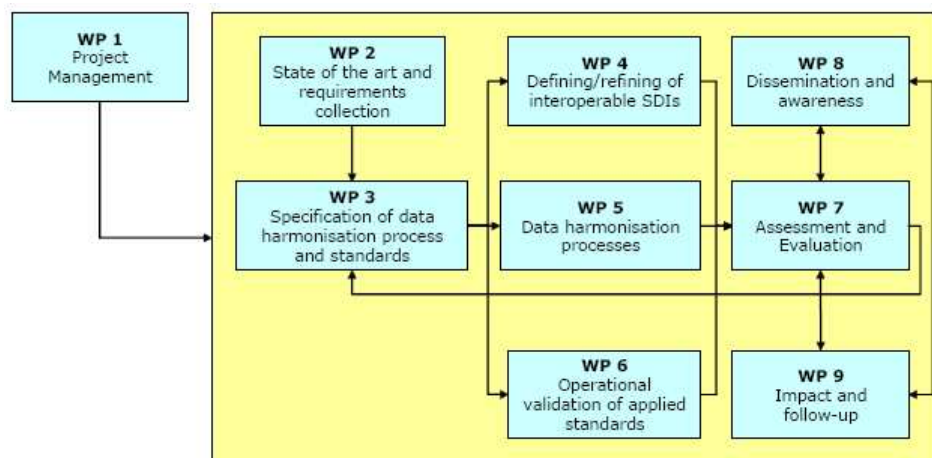 WP 1
Project
Management
WP 2
State of the art and
requirements
collection
WP 4
Defining/refining of
interoperable SDIs
WP 8
Dissemination and
awareness
WP 3
Specification of data
harmonisation process
and standards
WP 5
Data harmonisation
processes
WP 7
Assessment and
Evaluation
WP 6
Operational
validation of applied
standards
WP 9
Impact and
follow-up